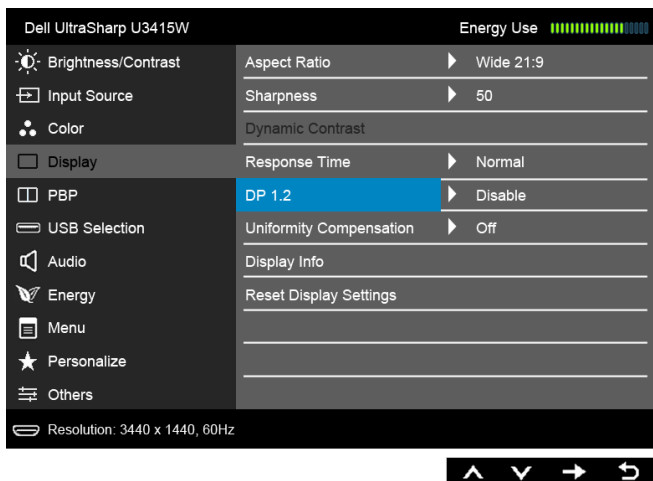 Dell UltraSharp U3415W Energy Use
Brightness/Contrast Aspect Ratio Wide 21:9
Input Source Sharpness 50
Color Dynamic Contrast
Display Response Time Normal
PBP DP 1.2 Disable
USB Selection Uniformity Compensation Off
Audio Display Info
Energy Reset Display Settings
Menu
Personalize
Others
Resolution: 3440 x 1440, 60Hz